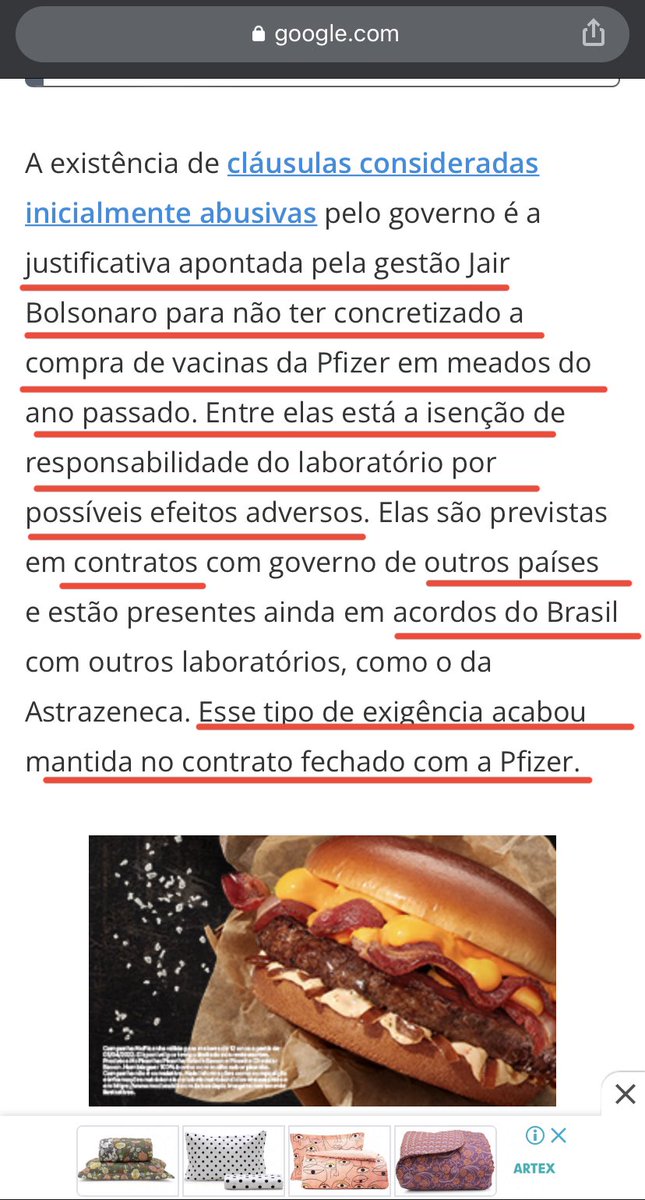 google.com
A existência de cláusulas consideradas
inicialmente abusivas pelo governo é a
justificativa apontada pela gestão Jair
Bolsonaro para não ter concretizado a
compra de vacinas da Pfizer em meados do
ano passado. Entre elas está a isenção de
responsabilidade do laboratório por
possíveis efeitos adversos. Elas são previstas
em contratos com governo de outros países
e estão presentes ainda em acordos do Brasil
com outros laboratórios, como o da
Astrazeneca. Esse tipo de exigência acabou
mantida no contrato fechado com a Pfizer.
ARTEX